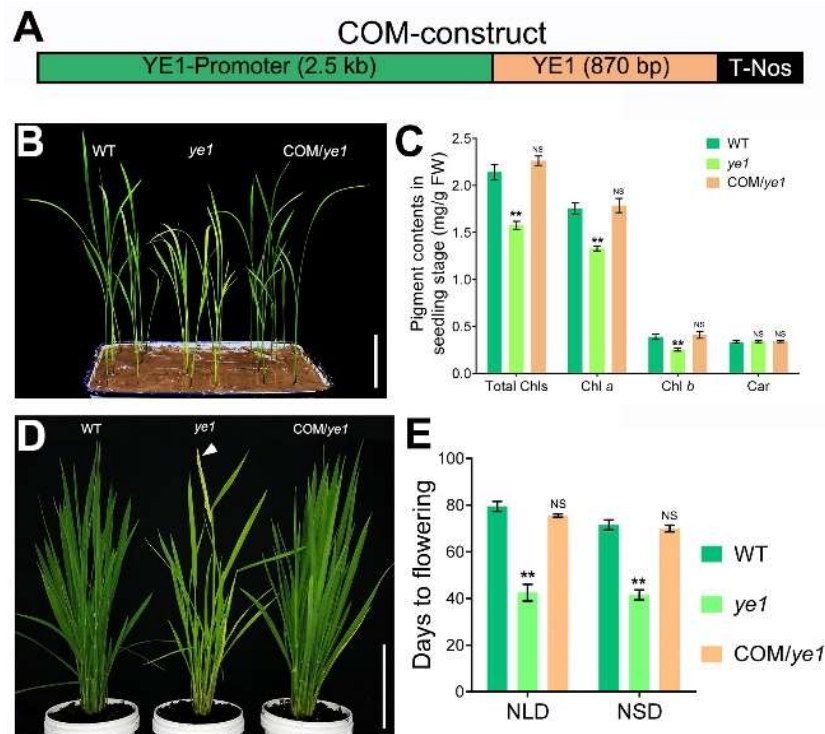 A
COM-construct
YE1-Promoter (2.5 kb) YE1 (870 bp) T-Nos
B
WT ye1 COM/ye1
C
Pigment contents in
seedling stage (mg/g FW)
2.5
2.0
1.5
1.0
0.5
0.0
WT
ye1
COM/ye1
** NS
** NS
** NS
NS NS
Total Chls Chl a Chl b Car
D
WT ye1 COM/ye1
E
Days to flowering
100
80
60
40
20
0
** NS
** NS
NLD NSD
WT
ye1
COM/ye1